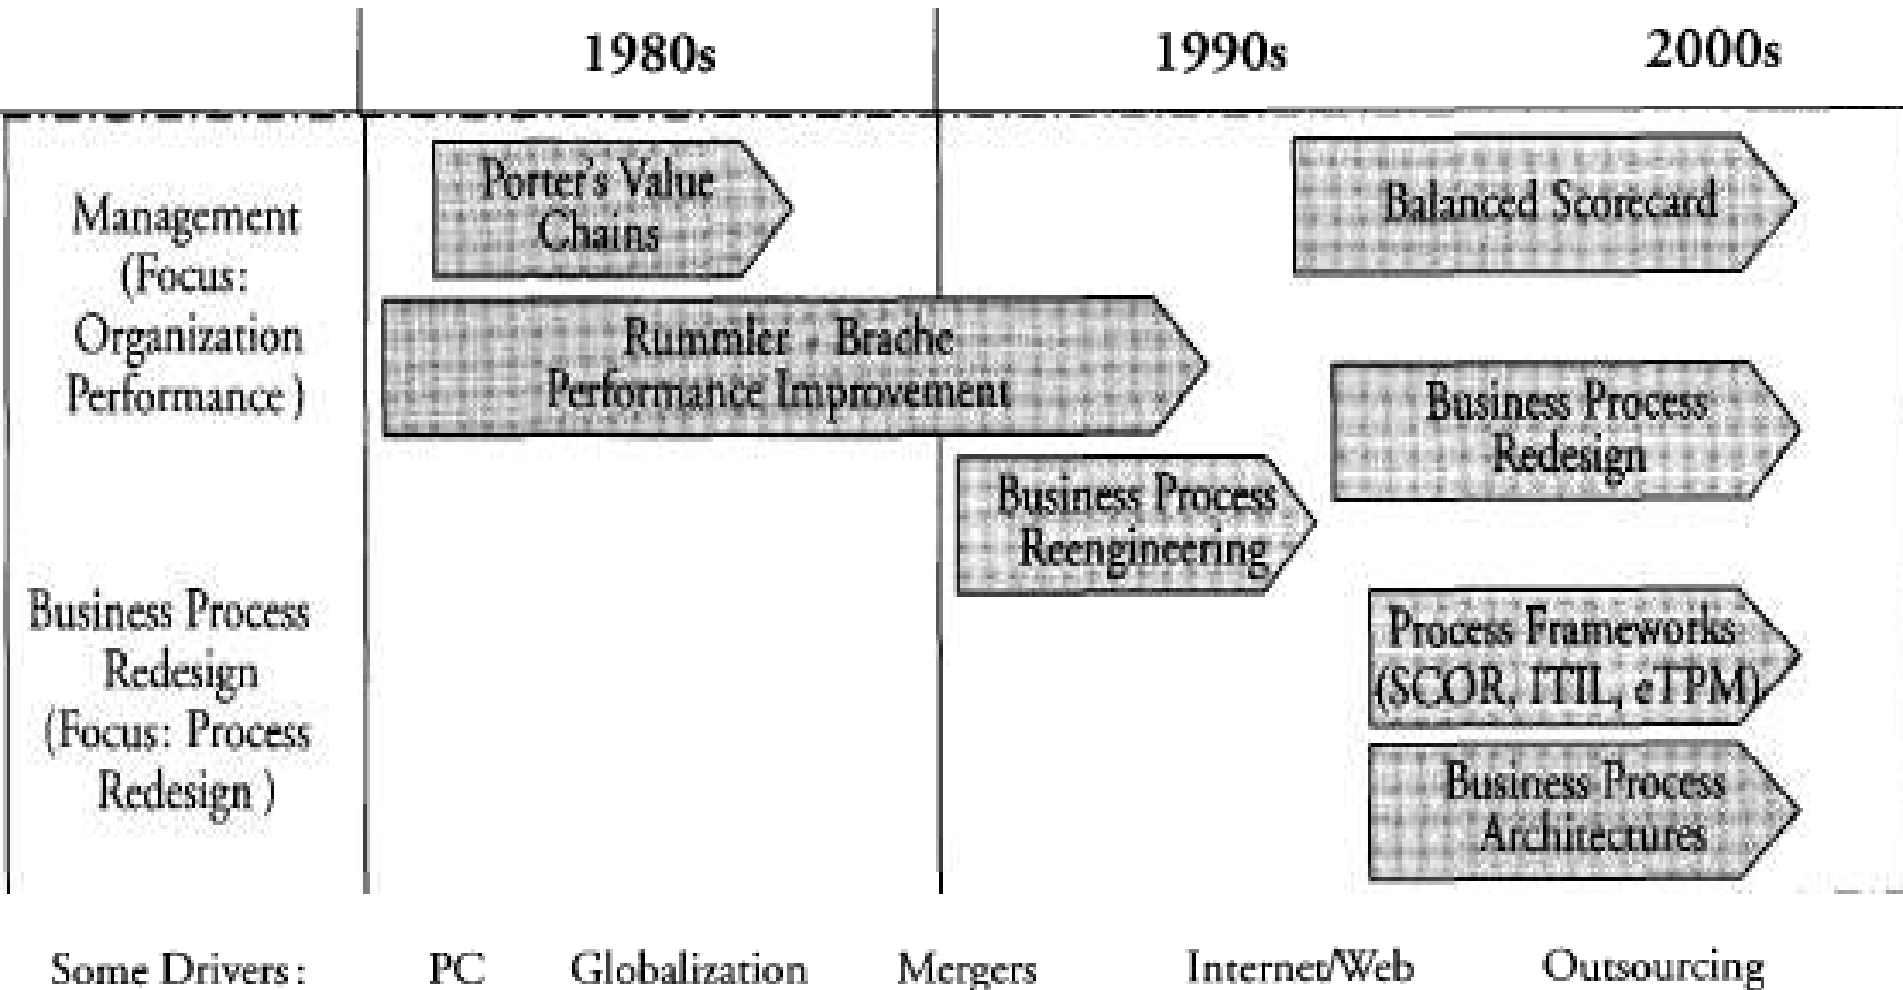 1980s
1990s
2000s
Management
(Focus:
Organization
Performance)
Porter's Value
Chains
Balanced Scorecard
Rummler - Brache
Performance Improvement
Business Process
Redesign
Business Process
Reengineering
Business Process
Redesign
(Focus: Process
Redesign)
Process Frameworks
(SCOR, ITIL, eTPM)
Business Process
Architectures
Some Drivers: PC Globalization Mergers Internet/Web Outsourcing